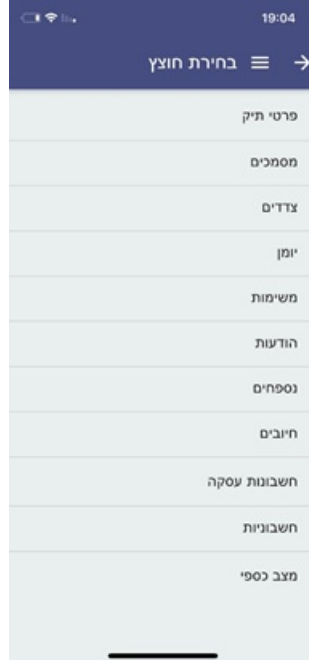 19:04
בחירת חוצץ
פרטי תיק
מסמכים
צדדים
יומן
משימות
הודעות
נספחים
חיובים
חשבונות עסקה
חשבוניות
מצב כספי